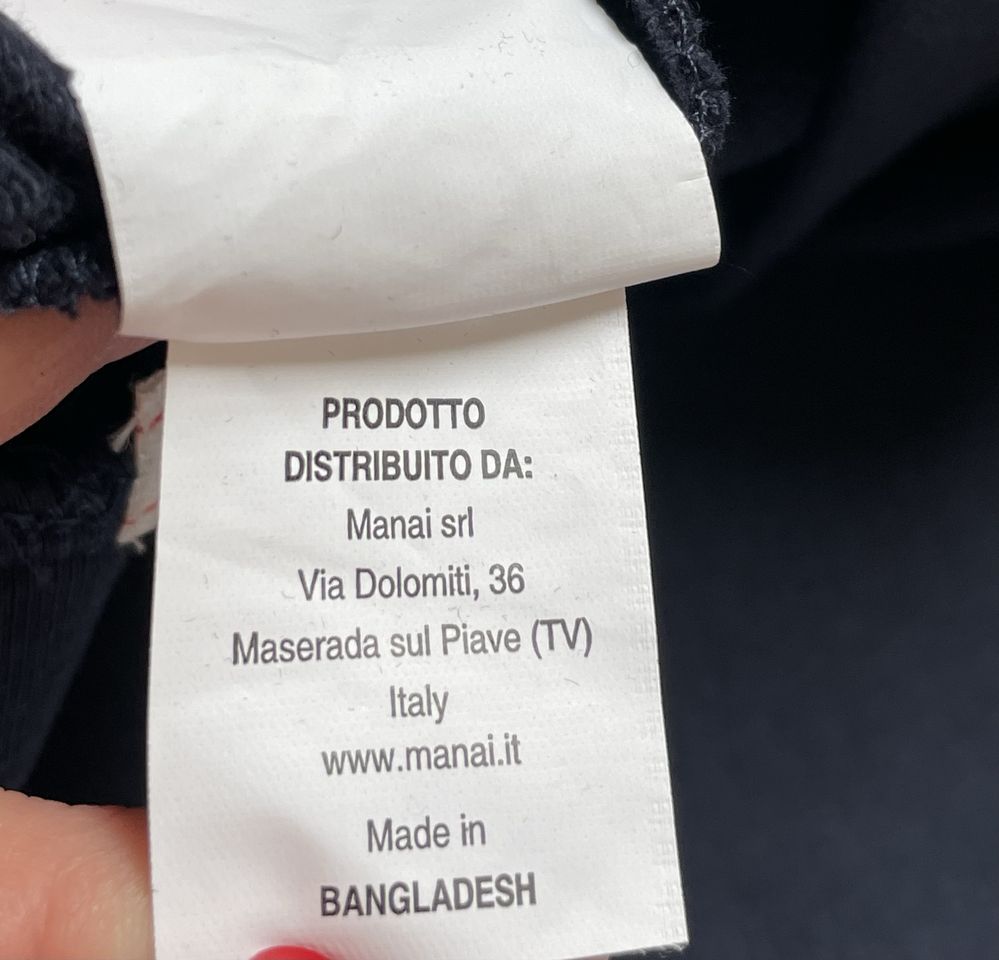 PRODOTTO
DISTRIBUITO DA:
Manai srl
Via Dolomiti, 36
Maserada sul Piave (TV)
Italy
www.manai.it
Made in
BANGLADESH